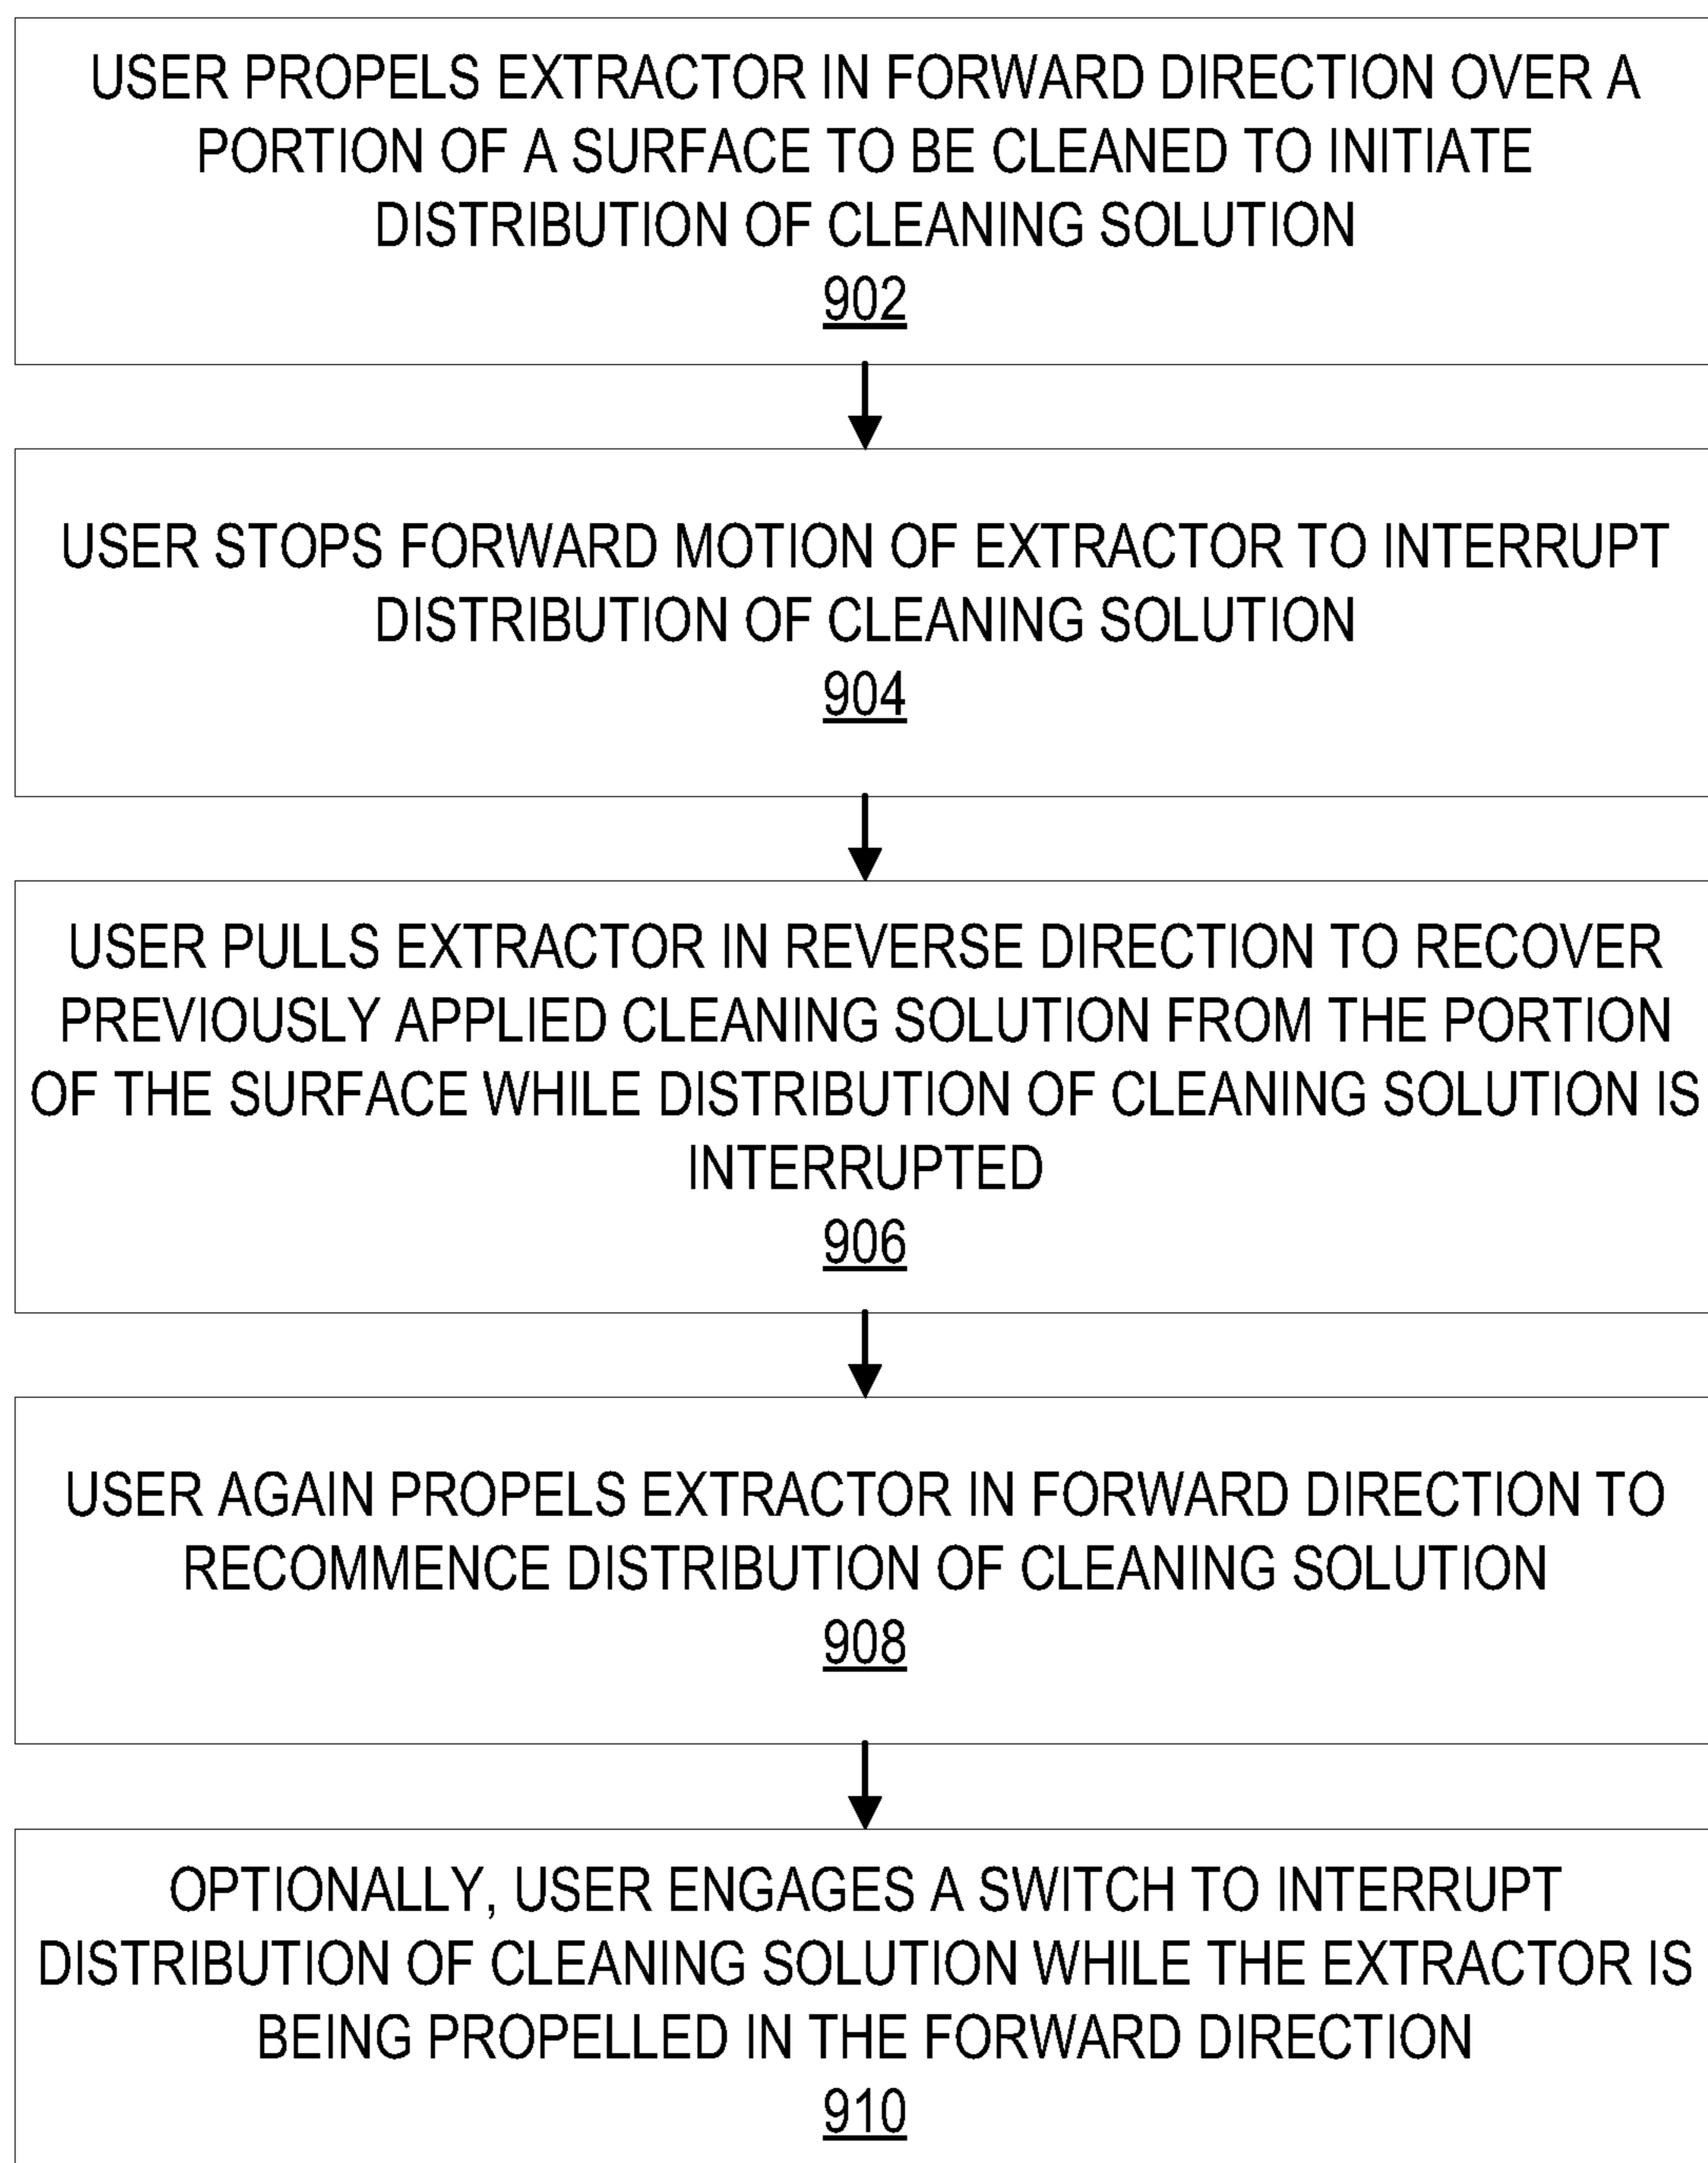 USER PROPELS EXTRACTOR IN FORWARD DIRECTION OVER A
PORTION OF A SURFACE TO BE CLEANED TO INITIATE
DISTRIBUTION OF CLEANING SOLUTION
902
USER STOPS FORWARD MOTION OF EXTRACTOR TO INTERRUPT
DISTRIBUTION OF CLEANING SOLUTION
904
USER PULLS EXTRACTOR IN REVERSE DIRECTION TO RECOVER
PREVIOUSLY APPLIED CLEANING SOLUTION FROM THE PORTION
OF THE SURFACE WHILE DISTRIBUTION OF CLEANING SOLUTION IS
INTERRUPTED
906
USER AGAIN PROPELS EXTRACTOR IN FORWARD DIRECTION TO
RECOMMENCE DISTRIBUTION OF CLEANING SOLUTION
908
OPTIONALLY, USER ENGAGES A SWITCH TO INTERRUPT
DISTRIBUTION OF CLEANING SOLUTION WHILE THE EXTRACTOR IS
BEING PROPELLED IN THE FORWARD DIRECTION
910